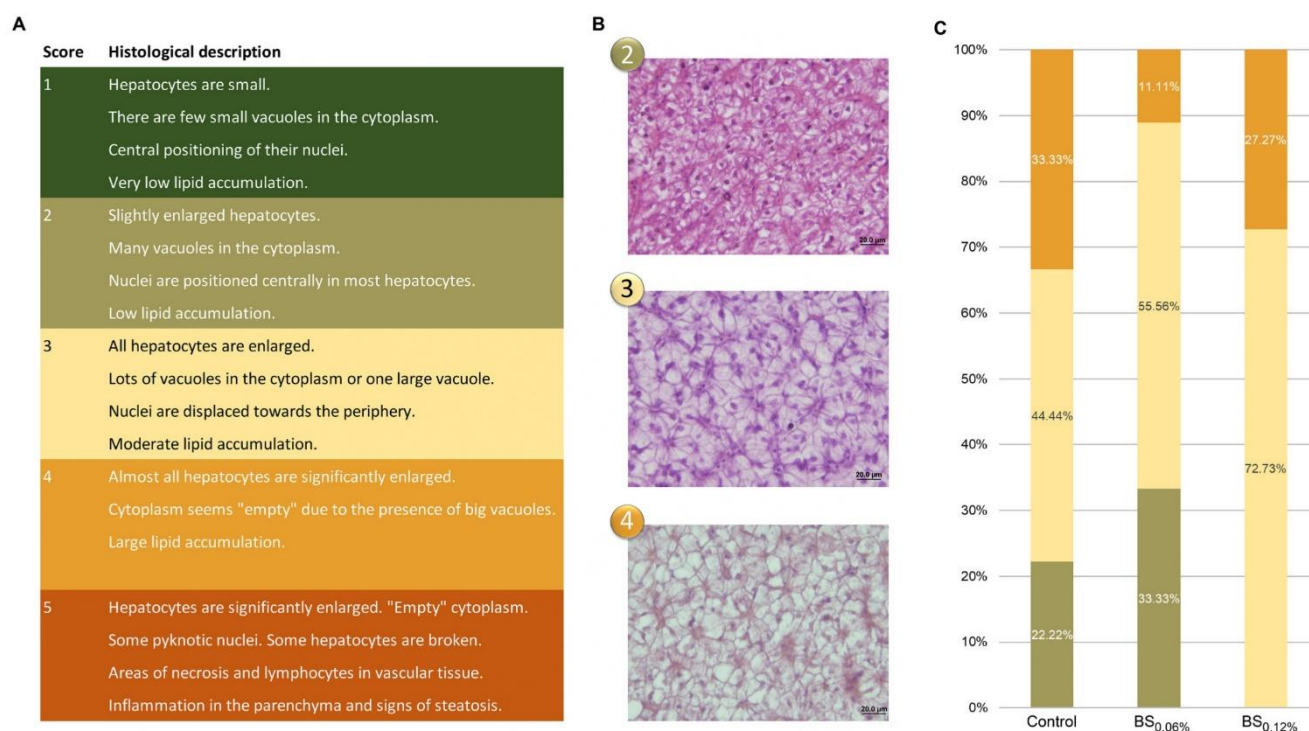 A
Score Histological description
1 Hepatocytes are small.
There are few small vacuoles in the cytoplasm.
Central positioning of their nuclei.
Very low lipid accumulation.
2 Slightly enlarged hepatocytes.
Many vacuoles in the cytoplasm.
Nuclei are positioned centrally in most hepatocytes.
Low lipid accumulation.
3 All hepatocytes are enlarged.
Lots of vacuoles in the cytoplasm or one large vacuole.
Nuclei are displaced towards the periphery.
Moderate lipid accumulation.
4 Almost all hepatocytes are significantly enlarged.
Cytoplasm seems "empty" due to the presence of big vacuoles.
Large lipid accumulation.
5 Hepatocytes are significantly enlarged. "Empty" cytoplasm.
Some pyknotic nuclei. Some hepatocytes are broken.
Areas of necrosis and lymphocytes in vascular tissue.
Inflammation in the parenchyma and signs of steatosis.
B
2
20.0 µm
3
20.0 µm
4
20.0 µm
C
100%
90%
80%
70%
60%
50%
40%
30%
20%
10%
0%
33.33%
44.44%
22.22%
11.11%
55.56%
33.33%
27.27%
72.73%
Control BS0.06% BS0.12%